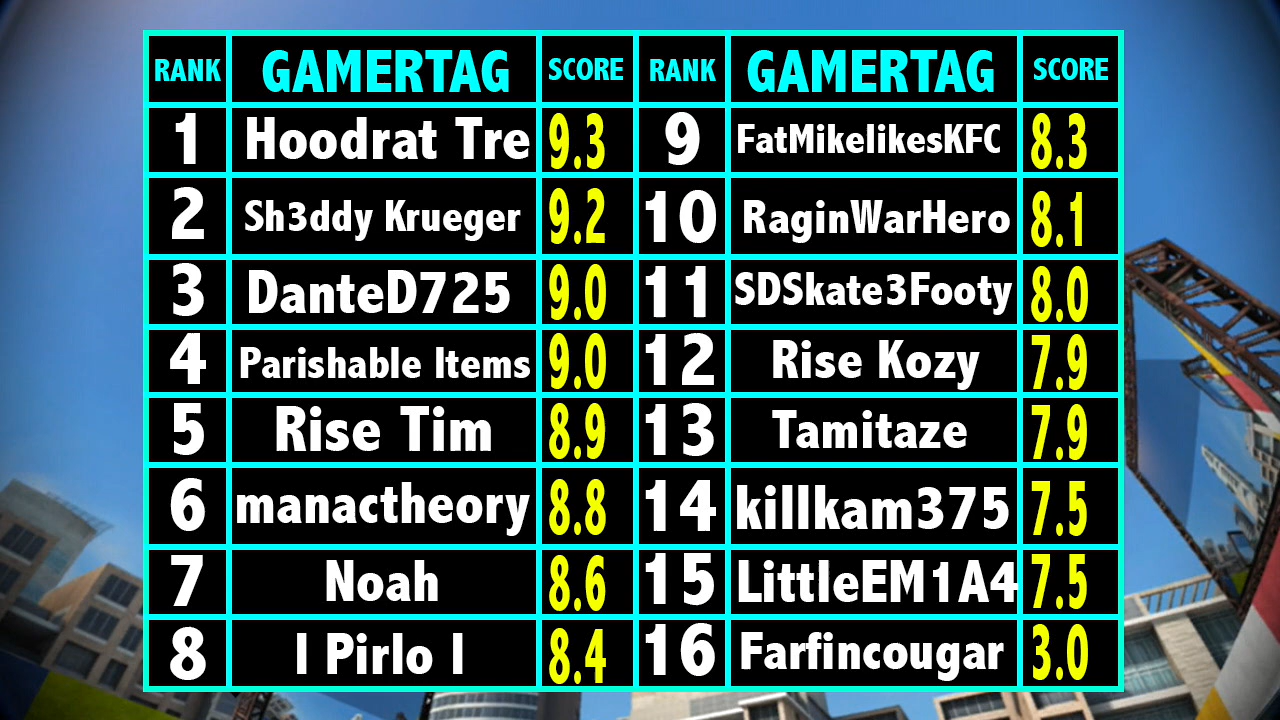 RANK GAMERTAG SCORE RANK GAMERTAG SCORE
1 Hoodrat Tre 9.3 9 FatMikelikesKFC 8.3
2 Sh3ddy Krueger 9.2 10 RaginWarHero 8.1
3 DanteD725 9.0 11 SDSkate3Footy 8.0
4 Parishable Items 9.0 12 Rise Kozy 7.9
5 Rise Tim 8.9 13 Tamitaze 7.9
6 manactheory 8.8 14 killkam375 7.5
7 Noah 8.6 15 LittleEM1A4 7.5
8 l Pirlo l 8.4 16 Farfincougar 3.0